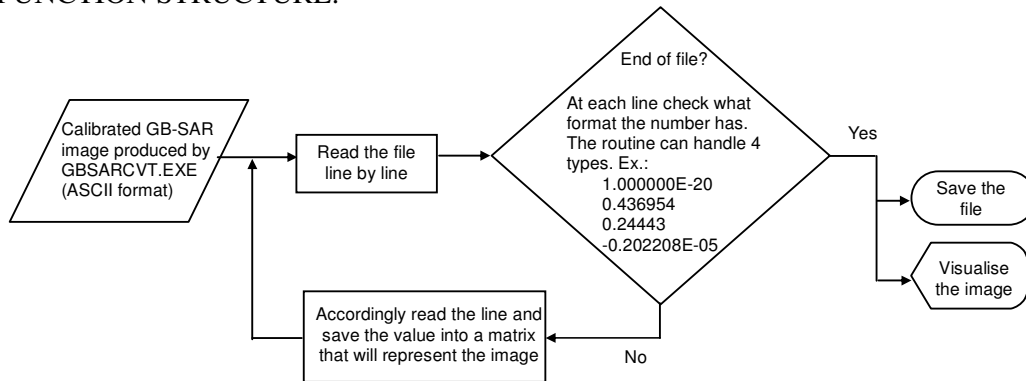 FUNCTION STRUCTURE:
Calibrated GB-SAR
image produced by
GBSARCVT.EXE
(ASCII format)
Read the file
line by line
End of file?
At each line check what
format the number has.
The routine can handle 4
types. Ex.:
1.000000E-20
0.436954
0.24443
-0.202208E-05
Yes
Save the
file
Visualise
the image
No
Accordingly read the line and
save the value into a matrix
that will represent the image